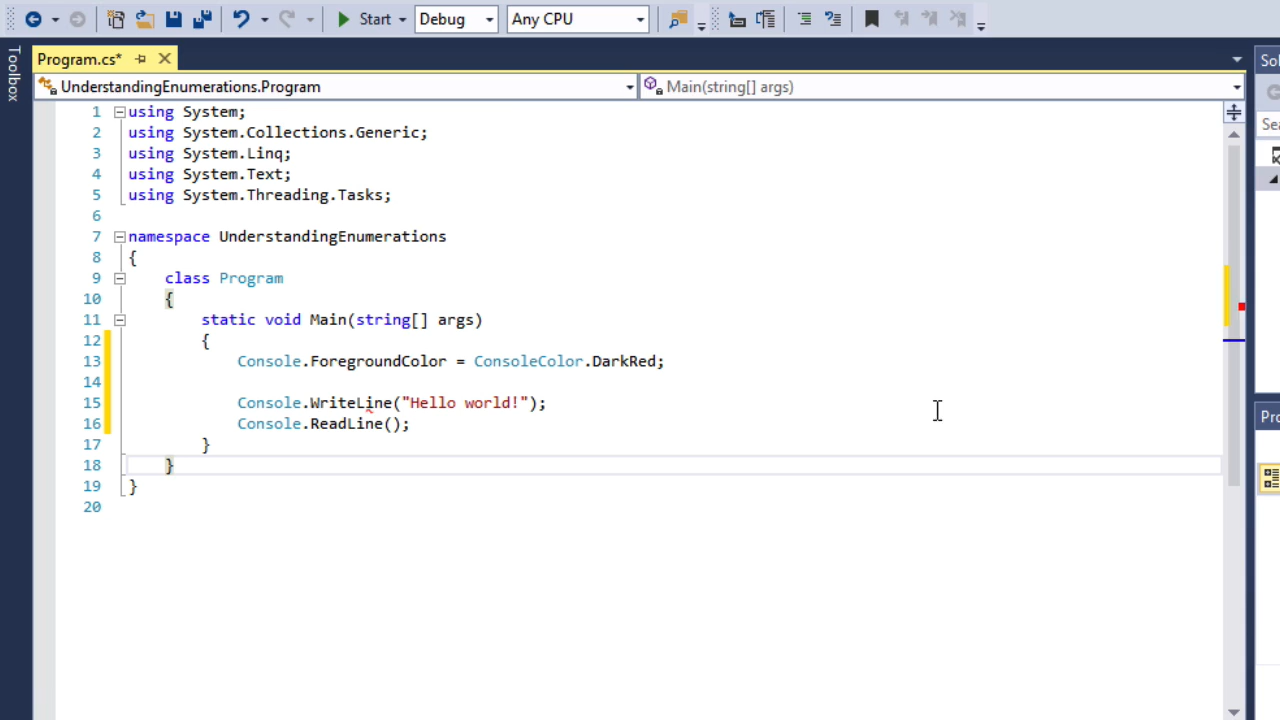 Start
Debug
Any CPU
Toolbox
Program.cs*
UnderstandingEnumerations.Program
Main(string[] args)
1 using System;
2 using System.Collections.Generic;
3 using System.Linq;
4 using System.Text;
5 using System.Threading.Tasks;
6
7 namespace UnderstandingEnumerations
8 {
9 class Program
10 {
11 static void Main(string[] args)
12 {
13 Console.ForegroundColor = ConsoleColor.DarkRed;
14
15 Console.WriteLine("Hello world!");
16 Console.ReadLine();
17 }
18 }
19 }
20
Sol
Sea
Pro